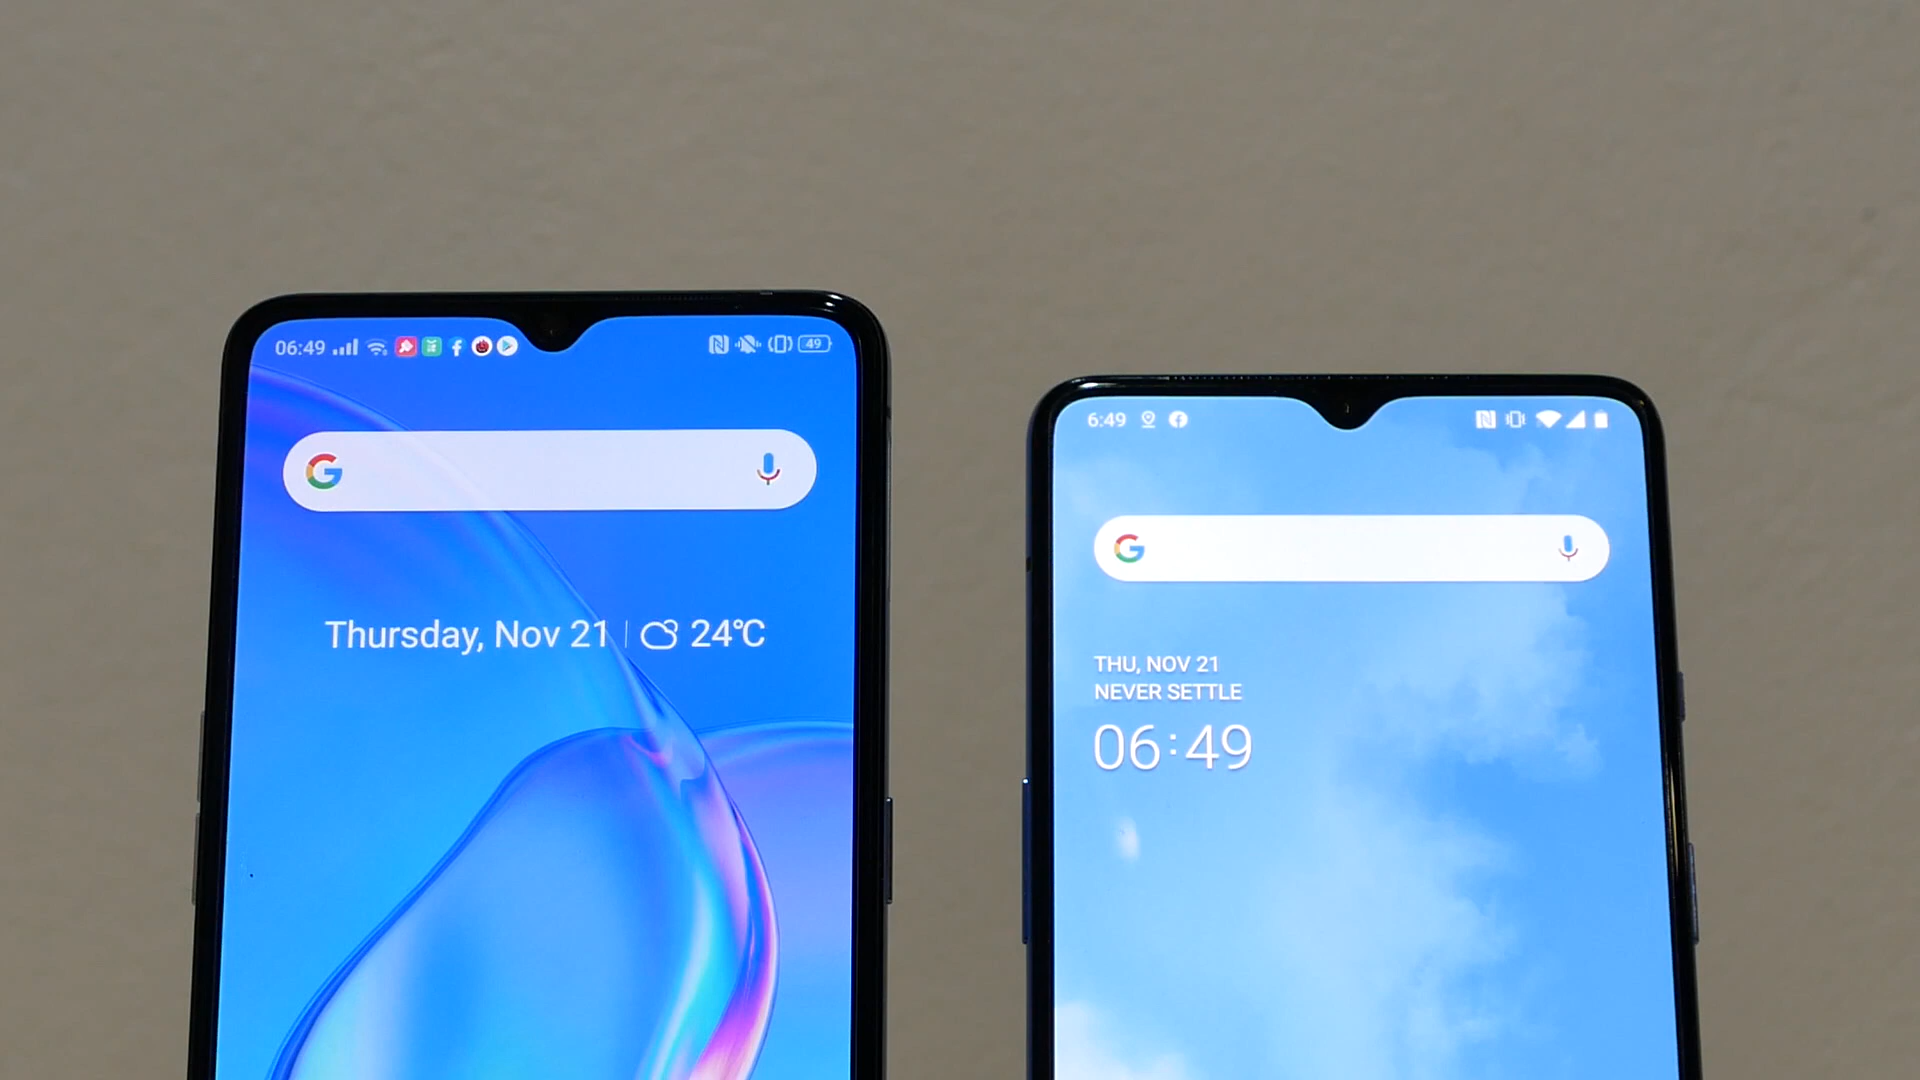 06:49
49
Thursday, Nov 21 | 24°C
6:49
THU, NOV 21
NEVER SETTLE
06:49